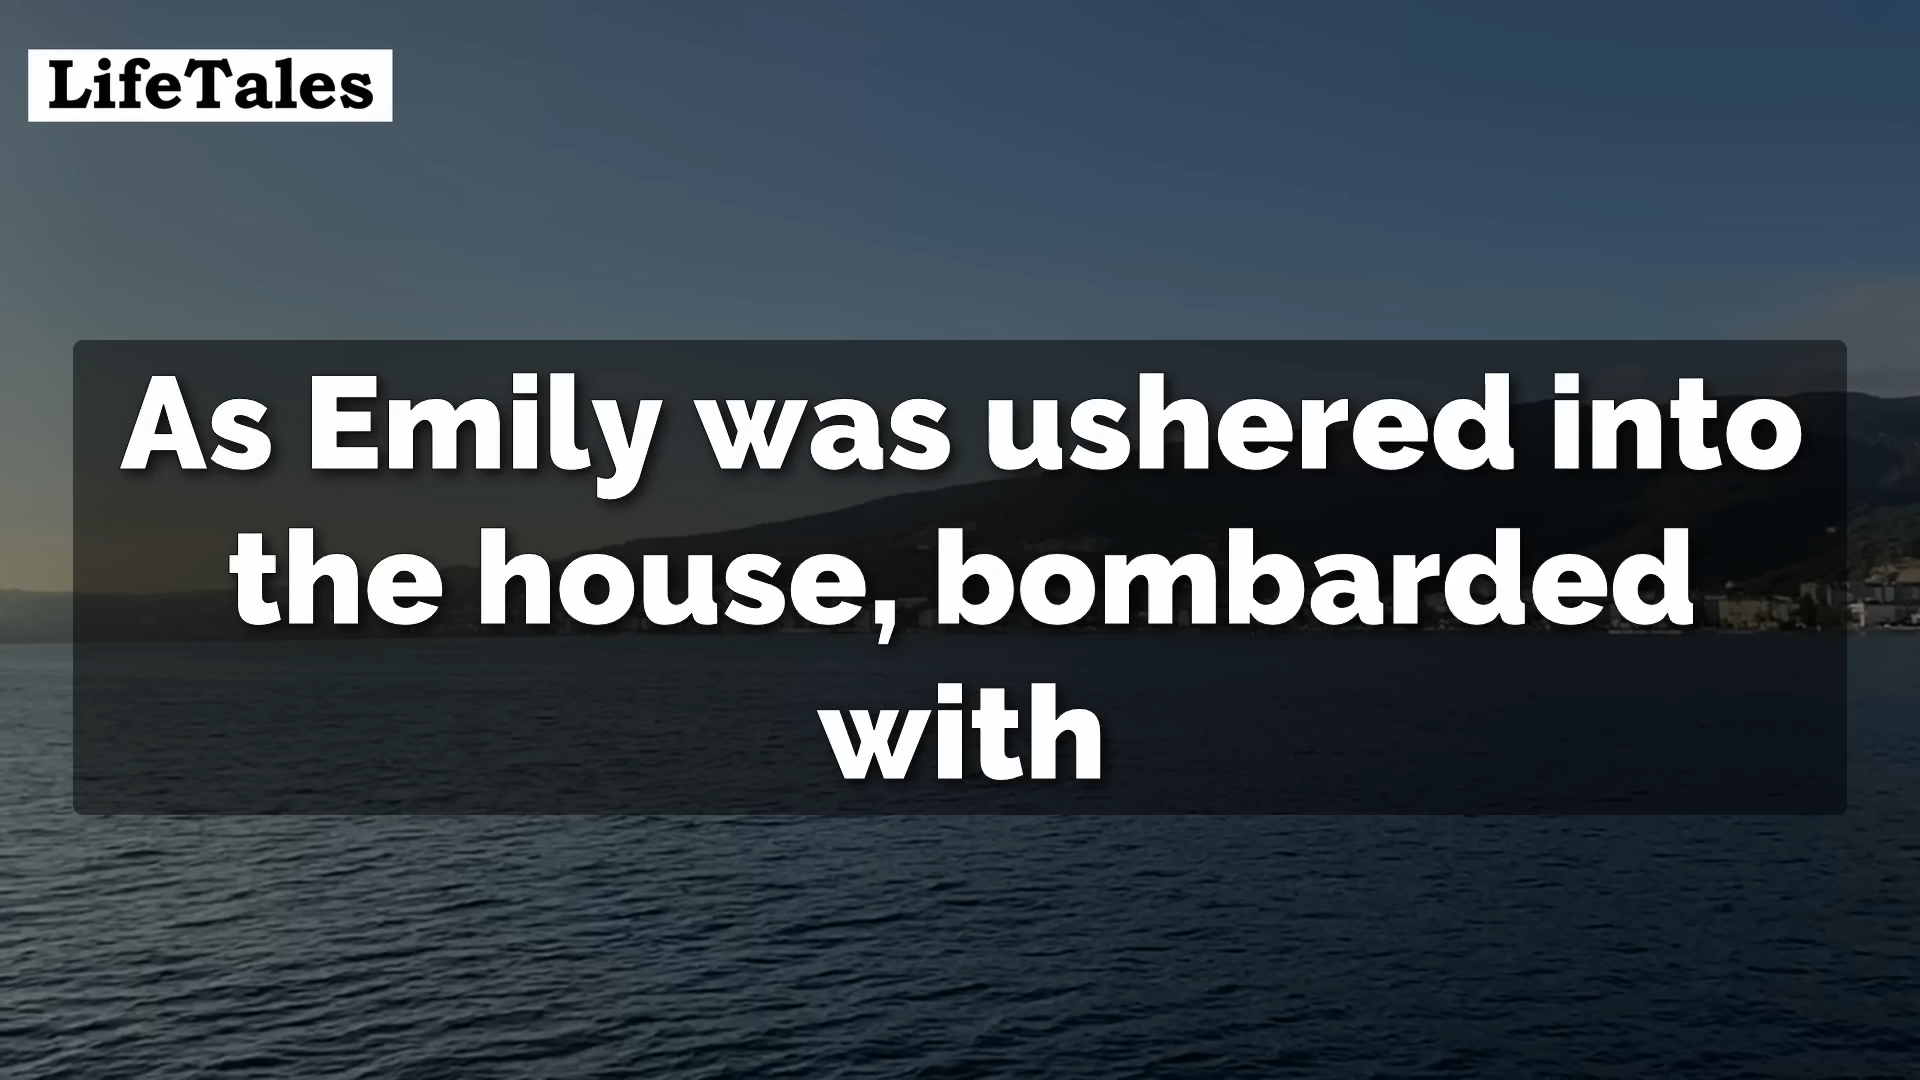 LifeTales
As Emily was ushered into
the house, bombarded
with